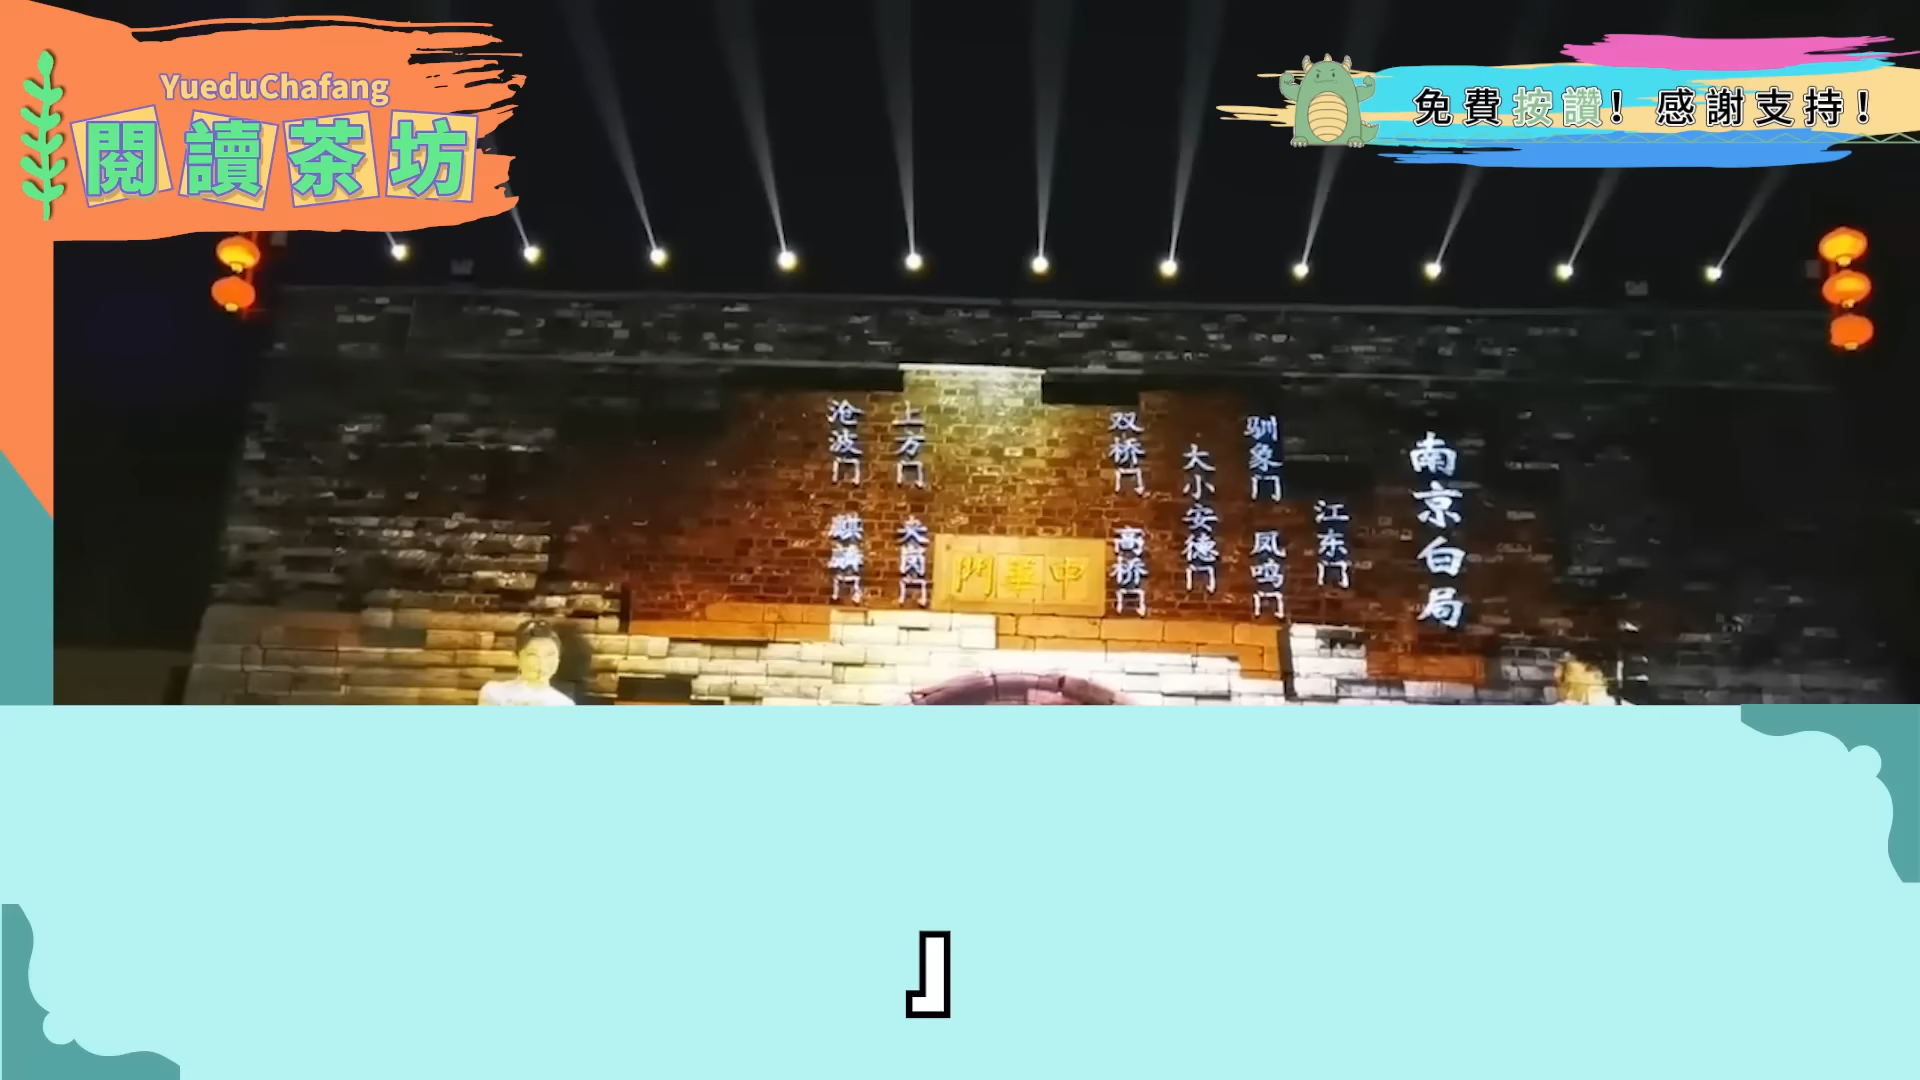 YueduChafang
閱讀茶坊
免費按讚！感謝支持！
南京白局
江东门
驯象门 凤鸣门
大小安德门
双桥门 高桥门
上方门 夹岗门
沧波门 麒麟门
中華門
」